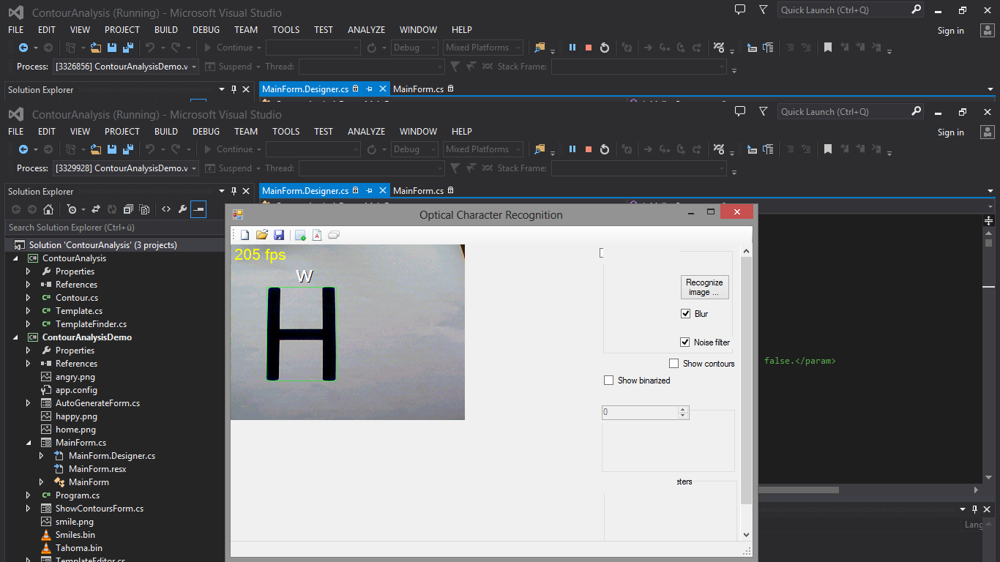 ContourAnalysis (Running) - Microsoft Visual Studio
Quick Launch (Ctrl+Q)
FILE EDIT VIEW PROJECT BUILD DEBUG TEAM TOOLS TEST ANALYZE WINDOW HELP
Sign in
Continue Debug Mixed Platforms
Process: [3326856] ContourAnalysisDemo.v Suspend Thread: Stack Frame:
Solution Explorer
MainForm.Designer.cs MainForm.cs
ContourAnalysis (Running) - Microsoft Visual Studio
Quick Launch (Ctrl+Q)
FILE EDIT VIEW PROJECT BUILD DEBUG TEAM TOOLS TEST ANALYZE WINDOW HELP
Sign in
Continue Debug Mixed Platforms
Process: [3329928] ContourAnalysisDemo.v Suspend Thread: Stack Frame:
Solution Explorer
MainForm.Designer.cs MainForm.cs
Search Solution Explorer (Ctrl+ü)
Solution 'ContourAnalysis' (3 projects)
ContourAnalysis
Properties
References
Contour.cs
Template.cs
TemplateFinder.cs
ContourAnalysisDemo
Properties
References
angry.png
app.config
AutoGenerateForm.cs
happy.png
home.png
MainForm.cs
MainForm.Designer.cs
MainForm.resx
MainForm
Program.cs
ShowContoursForm.cs
smile.png
Smiles.bin
Tahoma.bin
TemplateEditor.cs
Optical Character Recognition
205 fps
W
H
Recognize
image ...
Blur
Noise filter
Show contours
Show binarized
0
eters
false.</param>
Lang